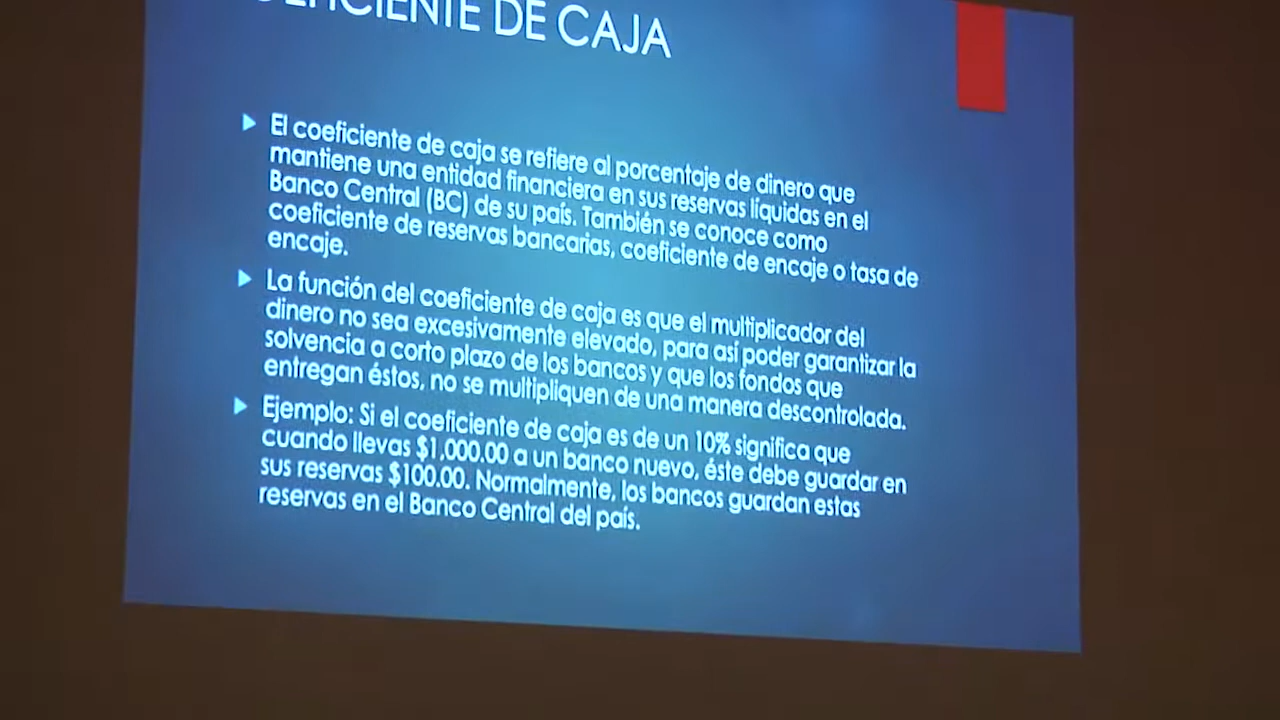 DE CAJA
El coeficiente de caja se refiere al porcentaje de dinero que
mantiene una entidad financiera en sus reservas líquidas en el
Banco Central (BC) de su país. También se conoce como
coeficiente de reservas bancarias, coeficiente de encaje o tasa de
encaje.
La función del coeficiente de caja es que el multiplicador del
dinero no sea excesivamente elevado, para así poder garantizar la
solvencia a corto plazo de los bancos y que los fondos que
entregan éstos, no se multipliquen de una manera descontrolada.
Ejemplo: Si el coeficiente de caja es de un 10% significa que
cuando llevas $1,000.00 a un banco nuevo, éste debe guardar en
sus reservas $100.00. Normalmente, los bancos guardan estas
reservas en el Banco Central del país.